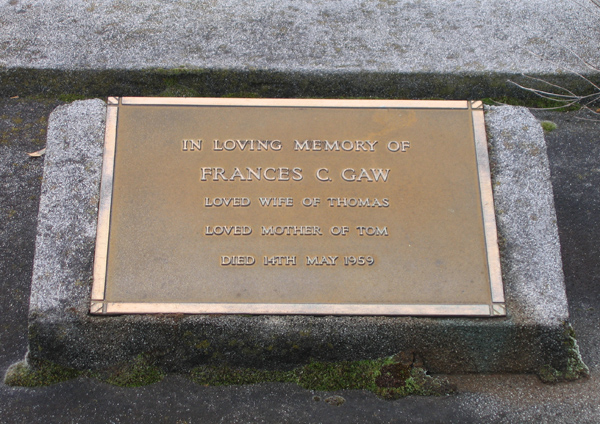 IN LOVING MEMORY OF
FRANCES C. GAW
LOVED WIFE OF THOMAS
LOVED MOTHER OF TOM
DIED 14TH MAY 1959